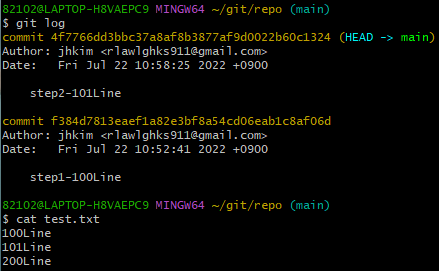 82102@LAPTOP-H8VAEPC9 MINGW64 ~/git/repo (main)
$ git log
commit 4f7766dd3bbc37a8af8b3877af9d0022b60c1324 (HEAD -> main)
Author: jhkim <rlawlghks911@gmail.com>
Date:   Fri Jul 22 10:58:25 2022 +0900

    step2-101Line

commit f384d7813eaef1a82e3bf8a54cd06eab1c8af06d
Author: jhkim <rlawlghks911@gmail.com>
Date:   Fri Jul 22 10:52:41 2022 +0900

    step1-100Line

82102@LAPTOP-H8VAEPC9 MINGW64 ~/git/repo (main)
$ cat test.txt
100Line
101Line
200Line